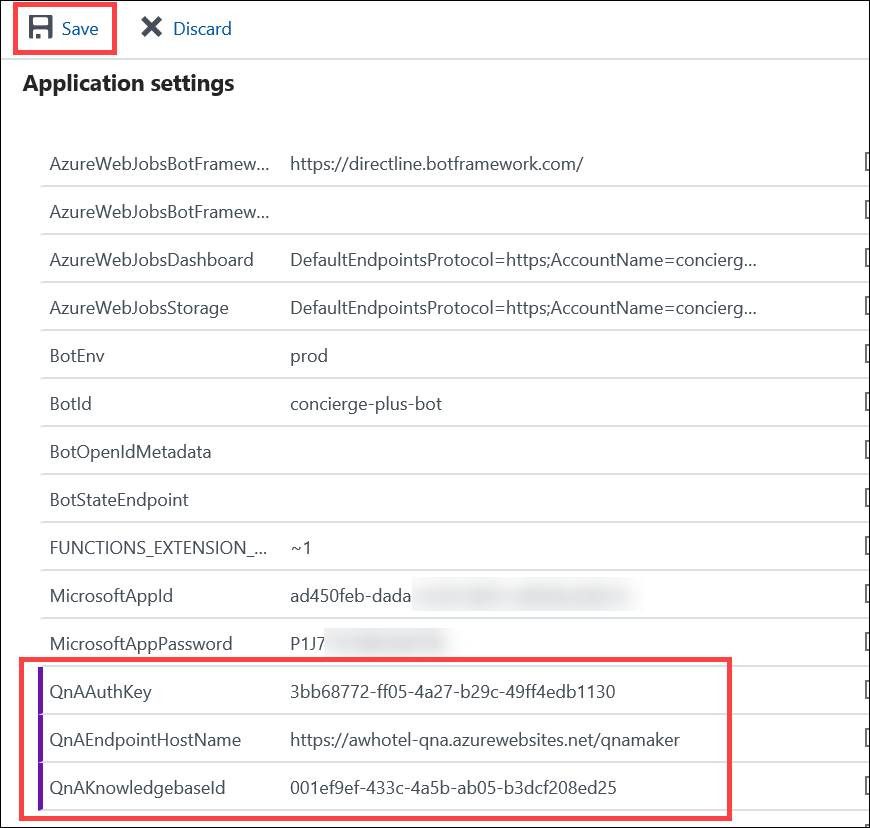 Save Discard
Application settings
AzureWebJobsBotFramew... https://directline.botframework.com/
AzureWebJobsBotFramew...
AzureWebJobsDashboard DefaultEndpointsProtocol=https;AccountName=concierg...
AzureWebJobsStorage DefaultEndpointsProtocol=https;AccountName=concierg...
BotEnv prod
BotId concierge-plus-bot
BotOpenIdMetadata
BotStateEndpoint
FUNCTIONS_EXTENSION_... ~1
MicrosoftAppId ad450feb-dada
MicrosoftAppPassword P1J7
QnAAuthKey 3bb68772-ff05-4a27-b29c-49ff4edb1130
QnAEndpointHostName https://awhotel-qna.azurewebsites.net/qnamaker
QnAKnowledgebaseId 001ef9ef-433c-4a5b-ab05-b3dcf208ed25